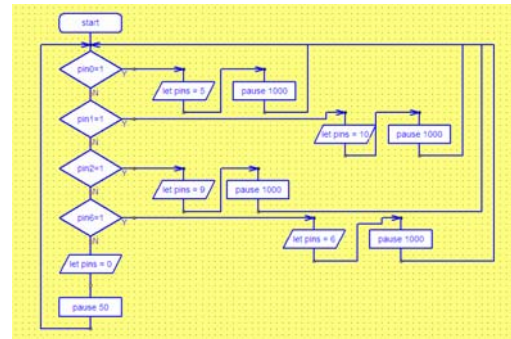 start
pin0=1
Y
let pins = 5
pause 1000
N
pin1=1
Y
let pins = 10
pause 1000
N
pin2=1
Y
let pins = 9
pause 1000
N
pin6=1
Y
let pins = 6
pause 1000
N
let pins = 0
pause 50